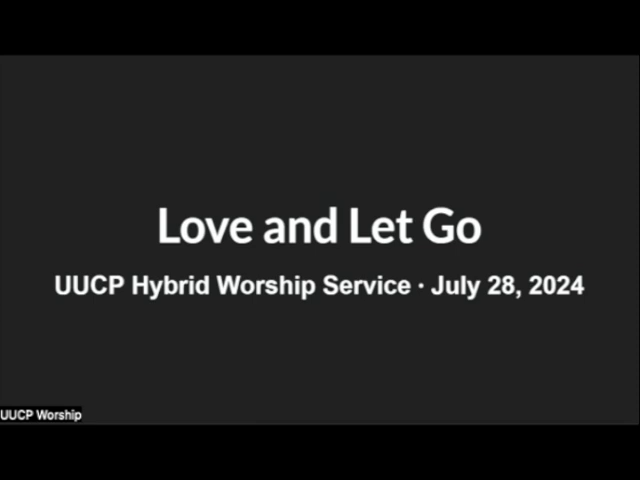 Love and Let Go
UUCP Hybrid Worship Service · July 28, 2024
UUCP Worship